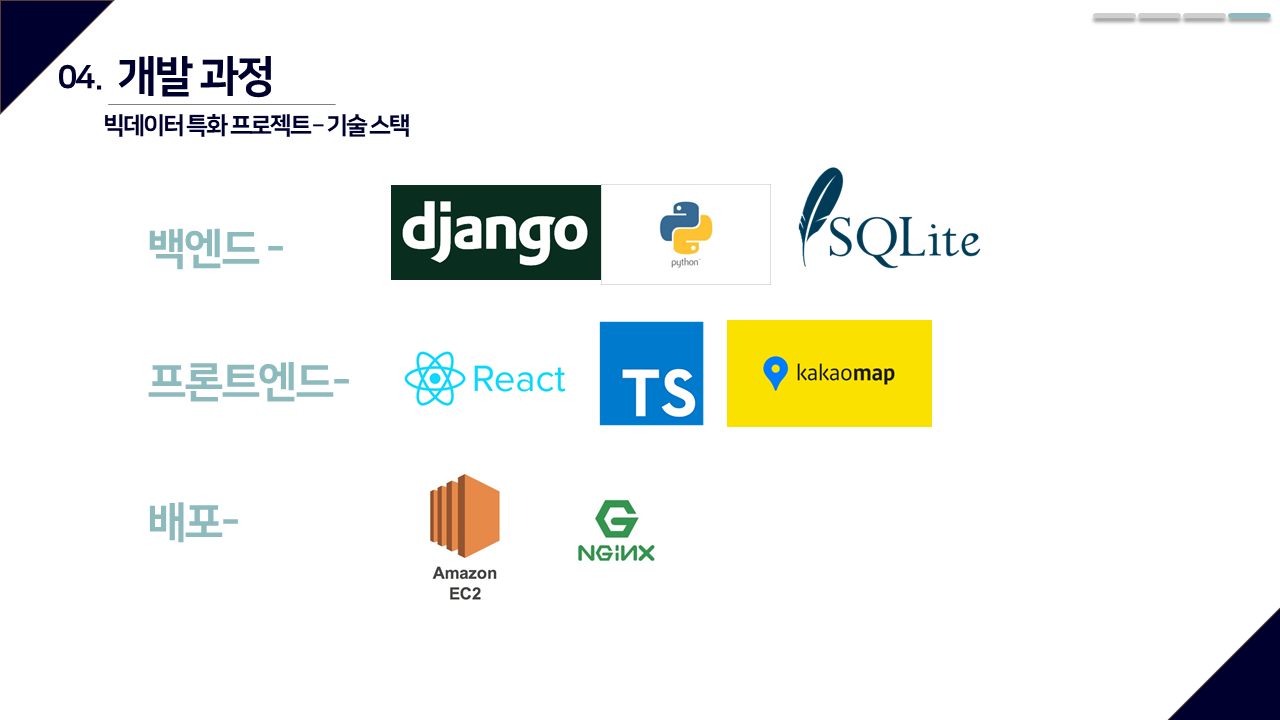 04. 개발 과정
빅데이터 특화 프로젝트 – 기술 스택
백엔드 -
django
python
SQLite
프론트엔드-
React
TS
kakaomap
배포-
Amazon
EC2
NGINX